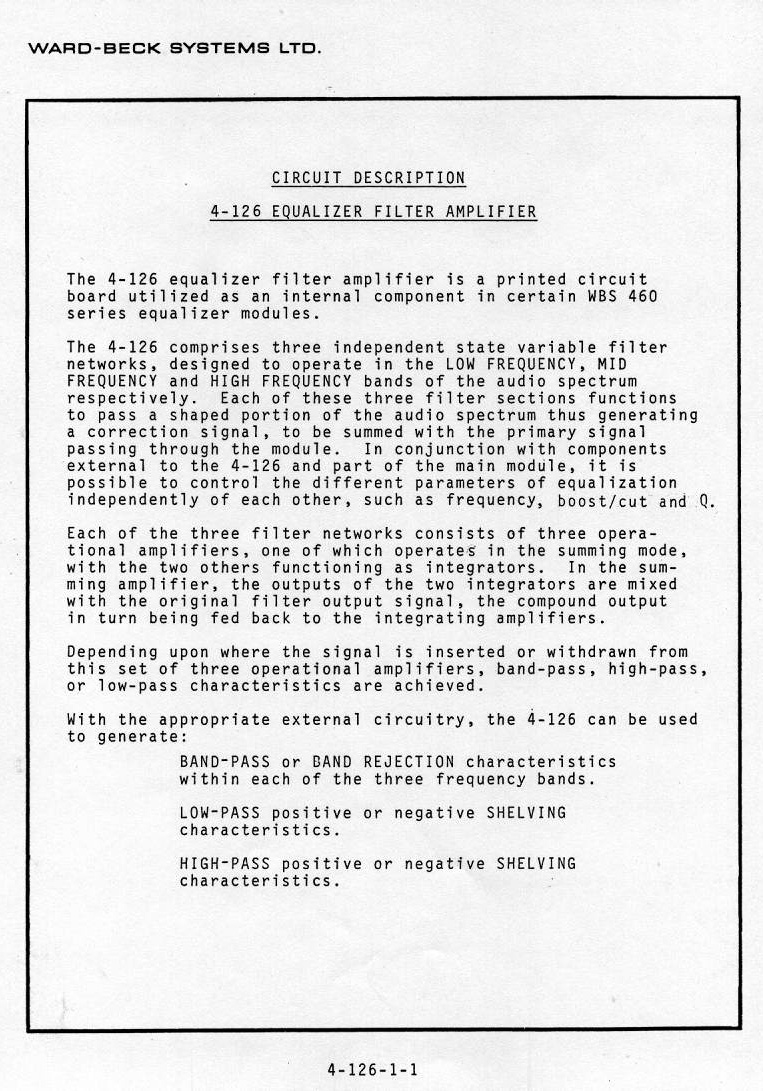 WARD-BECK SYSTEMS LTD.
CIRCUIT DESCRIPTION
4-126 EQUALIZER FILTER AMPLIFIER
The 4-126 equalizer filter amplifier is a printed circuit
board utilized as an internal component in certain WBS 460
series equalizer modules.
The 4-126 comprises three independent state variable filter
networks, designed to operate in the LOW FREQUENCY, MID
FREQUENCY and HIGH FREQUENCY bands of the audio spectrum
respectively.  Each of these three filter sections functions
to pass a shaped portion of the audio spectrum thus generating
a correction signal, to be summed with the primary signal
passing through the module.  In conjunction with components
external to the 4-126 and part of the main module, it is
possible to control the different parameters of equalization
independently of each other, such as frequency, boost/cut and Q.
Each of the three filter networks consists of three opera-
tional amplifiers, one of which operates in the summing mode,
with the two others functioning as integrators.  In the sum-
ming amplifier, the outputs of the two integrators are mixed
with the original filter output signal, the compound output
in turn being fed back to the integrating amplifiers.
Depending upon where the signal is inserted or withdrawn from
this set of three operational amplifiers, band-pass, high-pass,
or low-pass characteristics are achieved.
With the appropriate external circuitry, the 4-126 can be used
to generate:
BAND-PASS or BAND REJECTION characteristics
within each of the three frequency bands.
LOW-PASS positive or negative SHELVING
characteristics.
HIGH-PASS positive or negative SHELVING
characteristics.
4-126-1-1